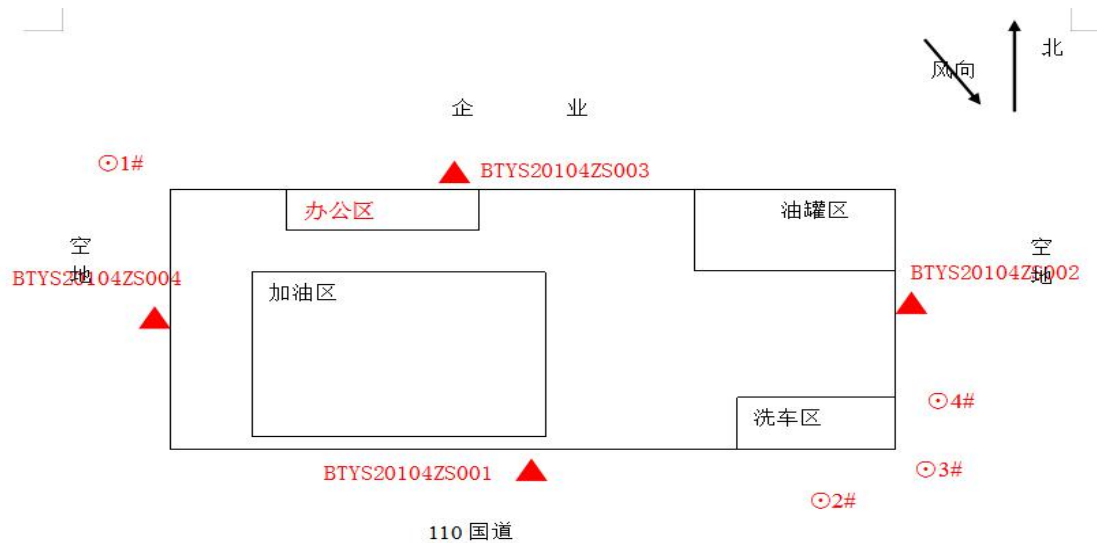 北
风向
企 业
⊙1#
BTYS20104ZS003
办公区
油罐区
空地
空地
BTYS20104ZS004
BTYS20104ZS002
加油区
⊙4#
洗车区
BTYS20104ZS001
⊙3#
⊙2#
110 国道